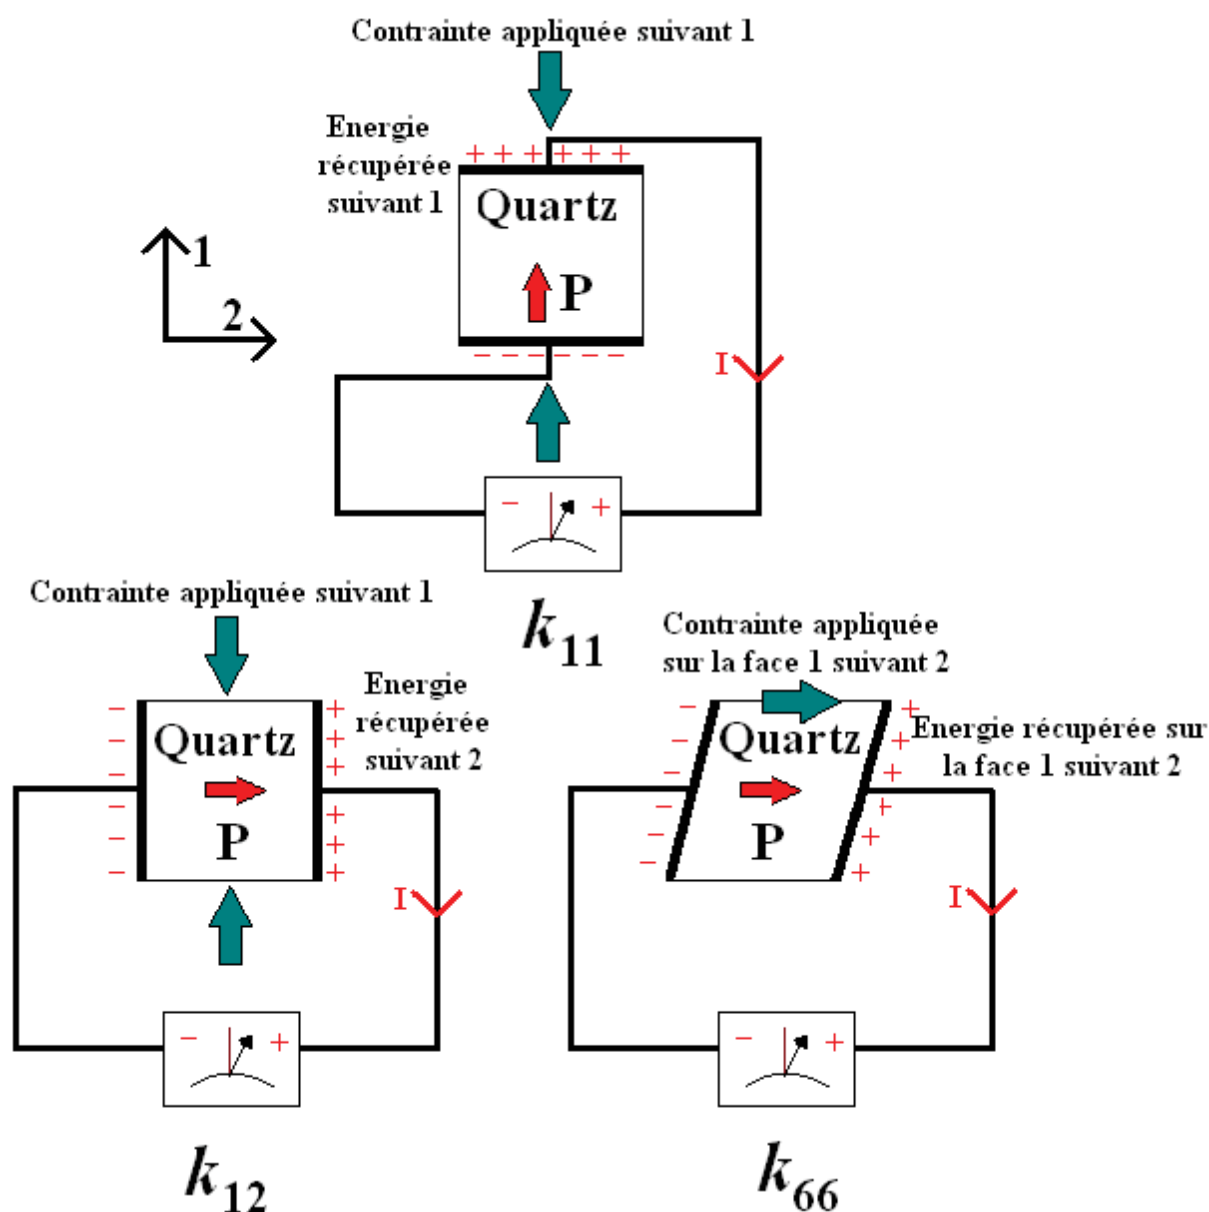 Contrainte appliquée suivant 1
Energie
récupérée
suivant 1
+ + + + + +
Quartz
P
1
2
− − − − − −
I
− +
k11
Contrainte appliquée suivant 1
Energie
récupérée
suivant 2
− − − − − −
+ + + + + +
Quartz
P
I
− +
k12
Contrainte appliquée
sur la face 1 suivant 2
Energie récupérée sur
la face 1 suivant 2
− − − − − −
+ + + + + +
Quartz
P
I
− +
k66